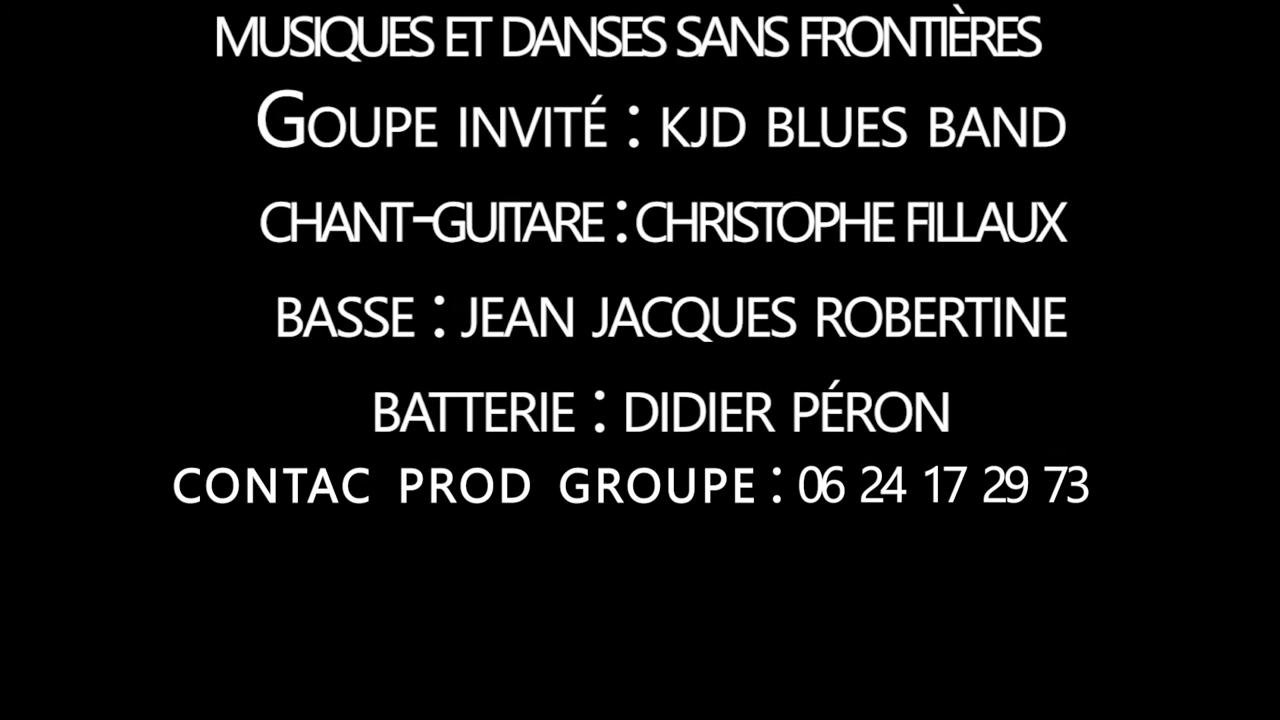 MUSIQUES ET DANSES SANS FRONTIÈRES
GOUPE INVITÉ : KJD BLUES BAND
CHANT-GUITARE : CHRISTOPHE FILLAUX
BASSE : JEAN JACQUES ROBERTINE
BATTERIE : DIDIER PÉRON
CONTAC PROD GROUPE : 06 24 17 29 73